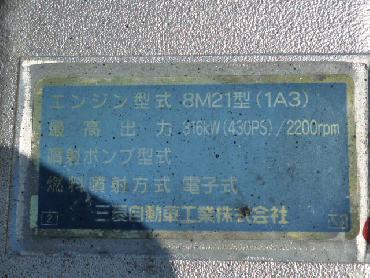 エンジン型式 8M21型(1A3)
最高出力 316kW(430PS)/2200rpm
噴射ポンプ型式
燃料噴射方式 電子式
三菱自動車工業株式会社